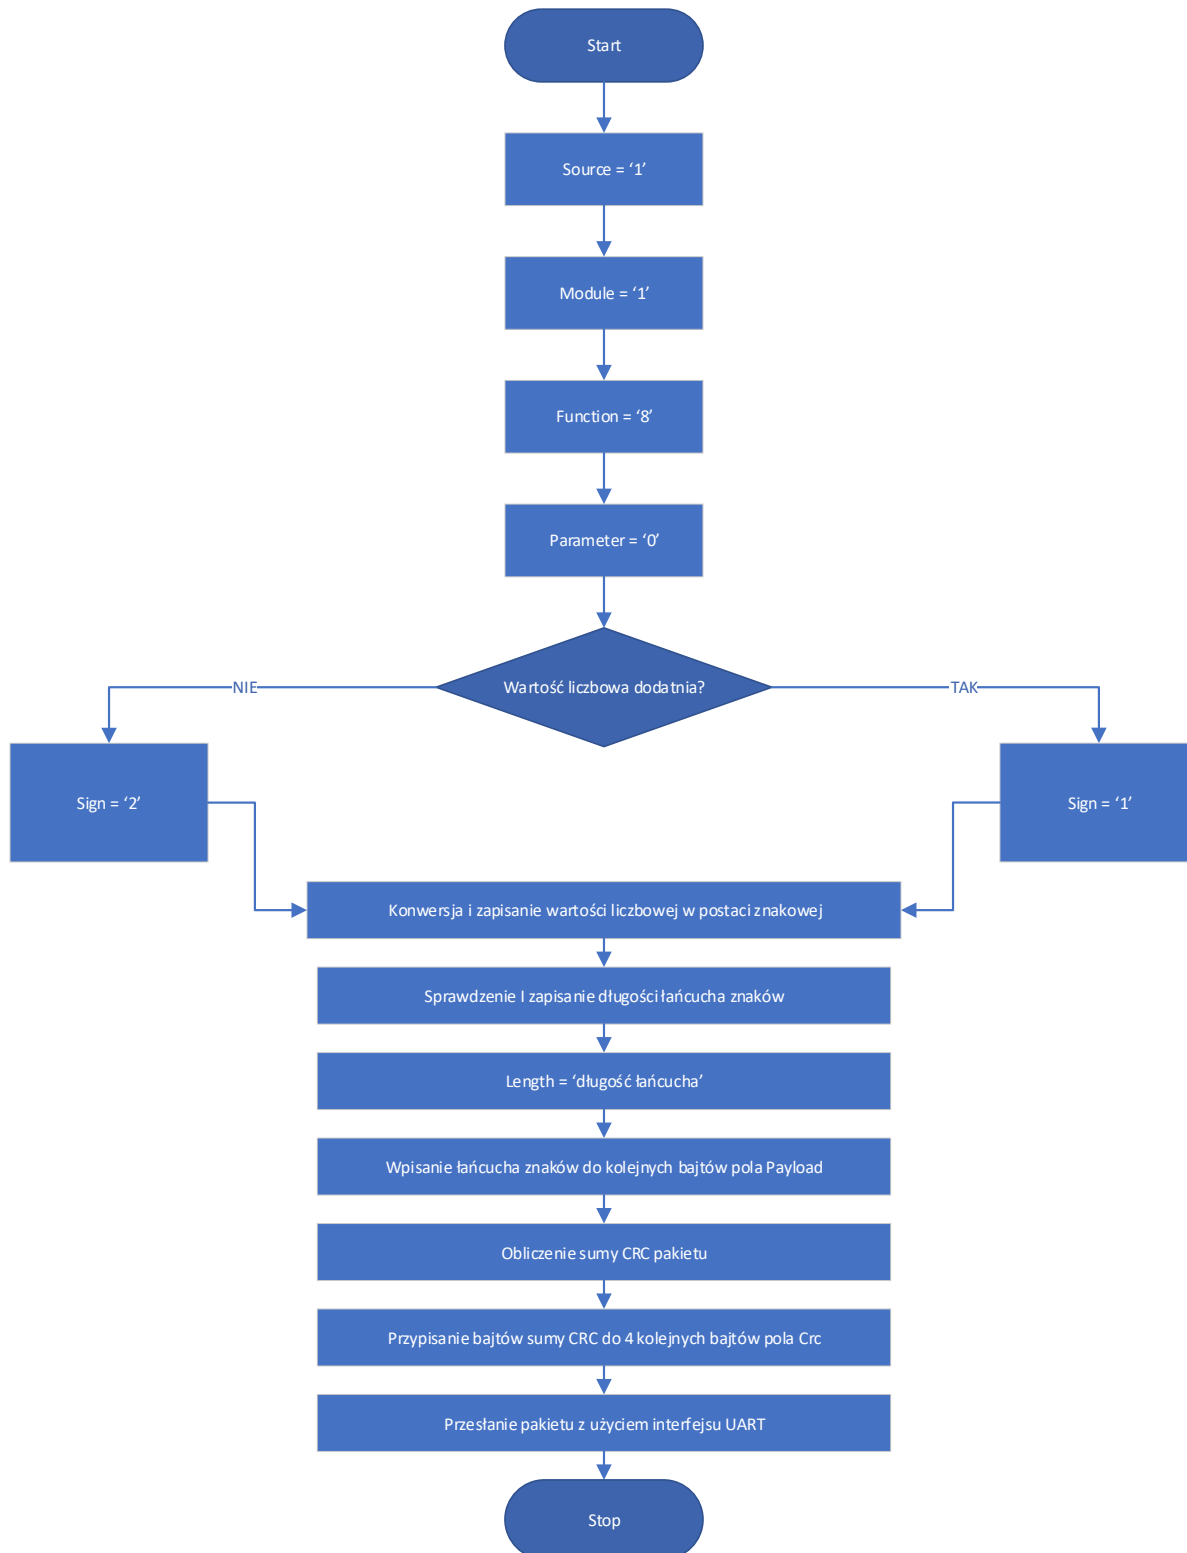 Start
Source = ‘1’
Module = ‘1’
Function = ‘8’
Parameter = ‘0’
Wartość liczbowa dodatnia?
NIE
TAK
Sign = ‘2’
Sign = ‘1’
Konwersja i zapisanie wartości liczbowej w postaci znakowej
Sprawdzenie I zapisanie długości łańcucha znaków
Length = ‘długość łańcucha’
Wpisanie łańcucha znaków do kolejnych bajtów pola Payload
Obliczenie sumy CRC pakietu
Przypisanie bajtów sumy CRC do 4 kolejnych bajtów pola Crc
Przesłanie pakietu z użyciem interfejsu UART
Stop